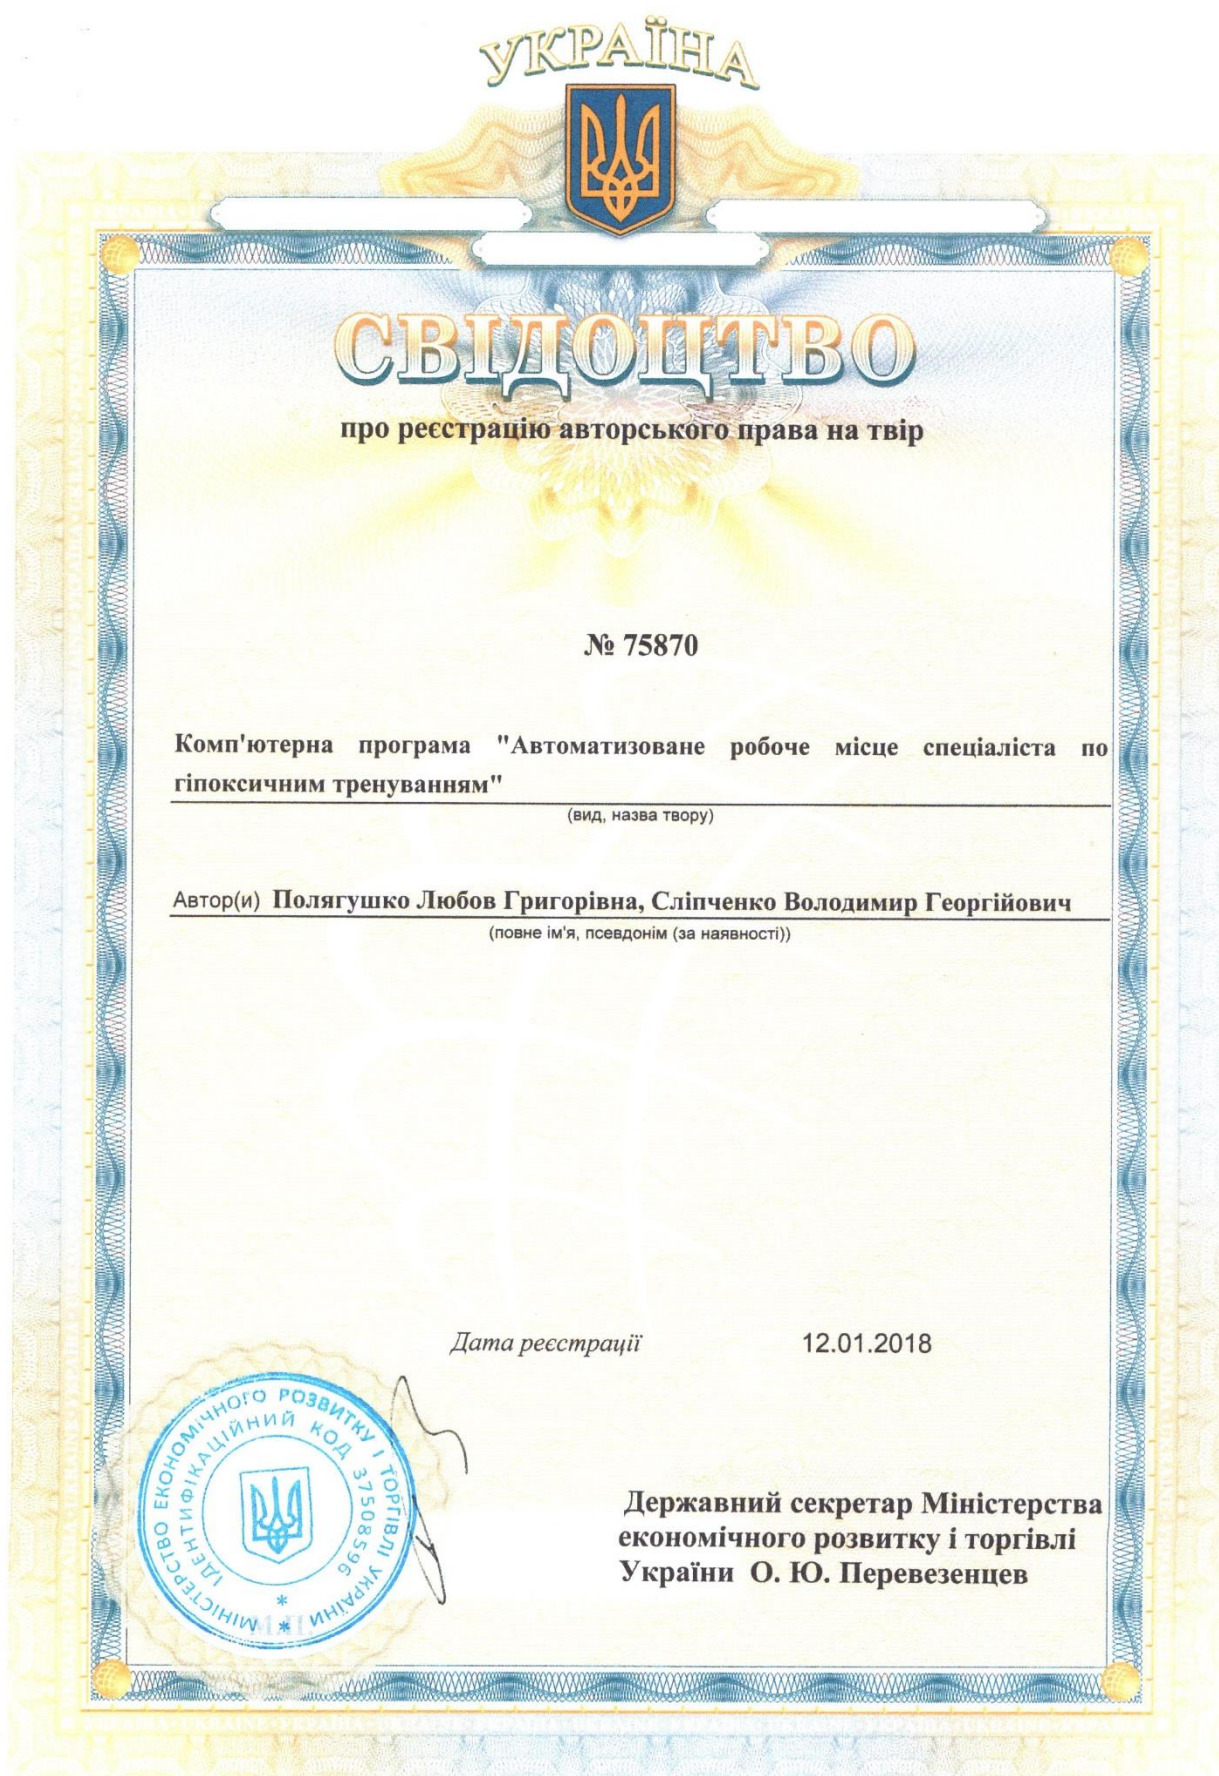 УКРАЇНА
СВІДОЦТВО
про реєстрацію авторського права на твір
№ 75870
Комп'ютерна програма "Автоматизоване робоче місце спеціаліста по
гіпоксичним тренуванням"
(вид, назва твору)
Автор(и) Полягушко Любов Григорівна, Сліпченко Володимир Георгійович
(повне ім'я, псевдонім (за наявності))
Дата реєстрації 12.01.2018
МІНІСТЕРСТВО ЕКОНОМІЧНОГО РОЗВИТКУ І ТОРГІВЛІ УКРАЇНИ
ІДЕНТИФІКАЦІЙНИЙ КОД 37508596
М.П.
Державний секретар Міністерства
економічного розвитку і торгівлі
України О. Ю. Перевезенцев